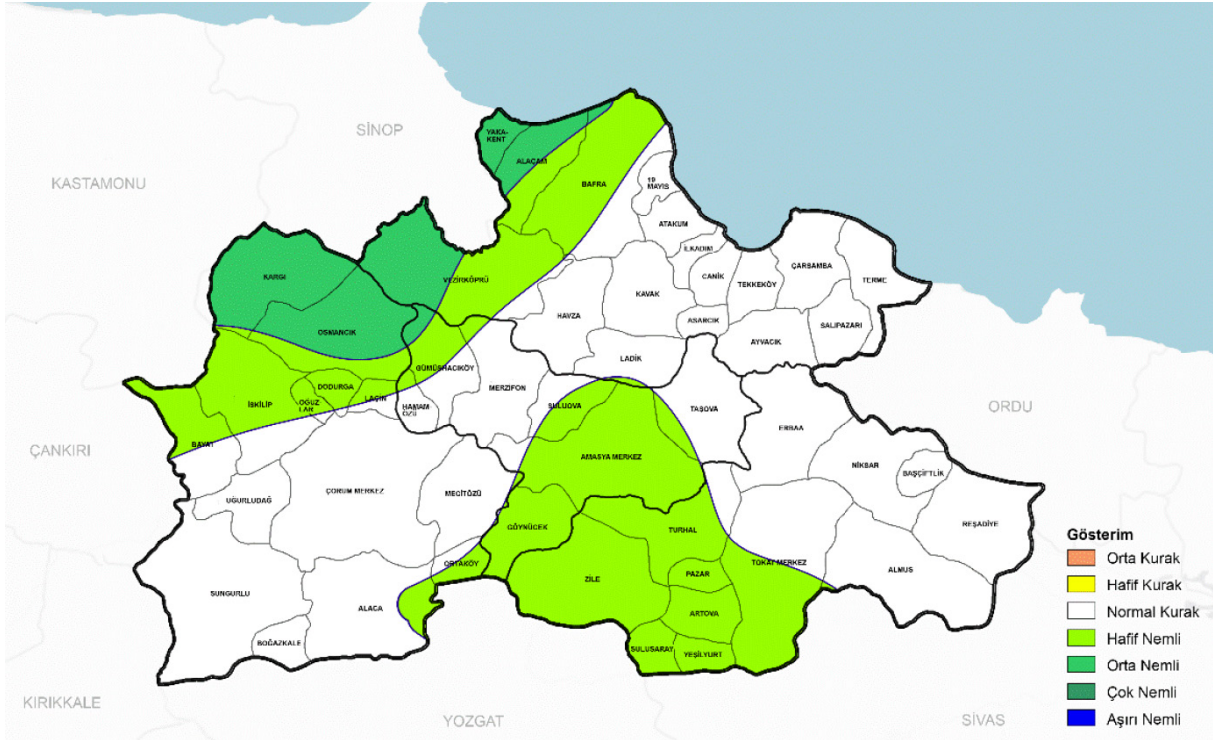 SİNOP
KASTAMONU
ÇANKIRI
KIRIKKALE
YOZGAT
SİVAS
ORDU
YAKA-
KENT
ALAÇAM
BAFRA
19
MAYIS
ATAKUM
İLKADIM
CANİK
TEKKEKÖY
ÇARŞAMBA
TERME
SALIPAZARI
AYVACIK
ASARCIK
KAVAK
HAVZA
LADİK
VEZİRKÖPRÜ
KARGI
OSMANCIK
GÜMÜŞHACIKÖY
MERZİFON
HAMAM-
ÖZÜ
DODURGA
LAÇİN
OĞUZ
LAR
İSKİLİP
BAYAT
SULUOVA
TAŞOVA
AMASYA MERKEZ
GÖYNÜCEK
ERBAA
NİKSAR
BAŞÇİFTLİK
REŞADİYE
ALMUS
TOKAT MERKEZ
TURHAL
PAZAR
ZİLE
ARTOVA
SULUSARAY
YEŞİLYURT
UĞURLUDAĞ
ÇORUM MERKEZ
MECİTÖZÜ
ORTAKÖY
SUNGURLU
ALACA
BOĞAZKALE
Gösterim
Orta Kurak
Hafif Kurak
Normal Kurak
Hafif Nemli
Orta Nemli
Çok Nemli
Aşırı Nemli